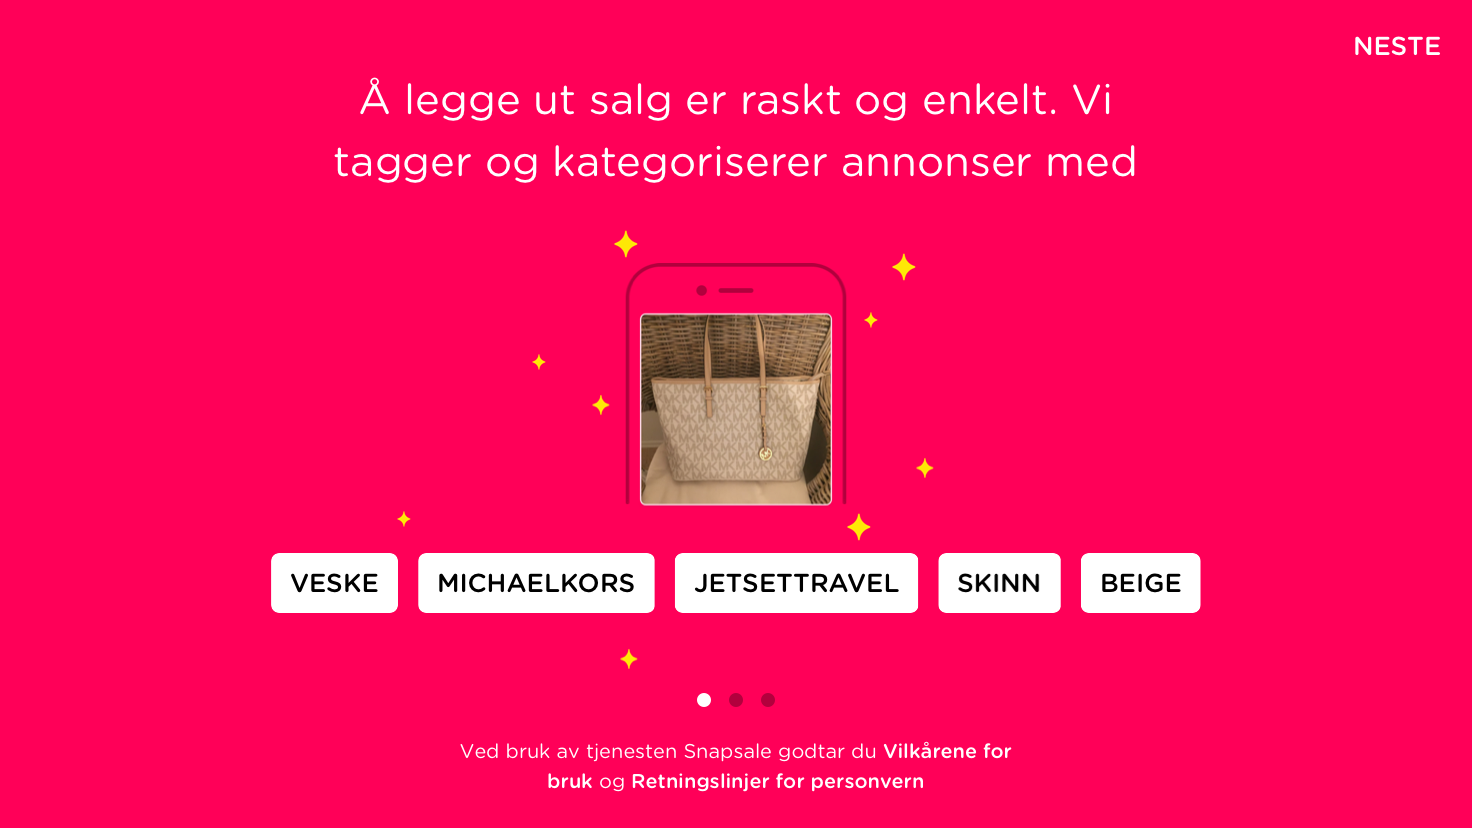 NESTE
Å legge ut salg er raskt og enkelt. Vi
tagger og kategoriserer annonser med
VESKE MICHAELKORS JETSETTRAVEL SKINN BEIGE
Ved bruk av tjenesten Snapsale godtar du Vilkårene for
bruk og Retningslinjer for personvern